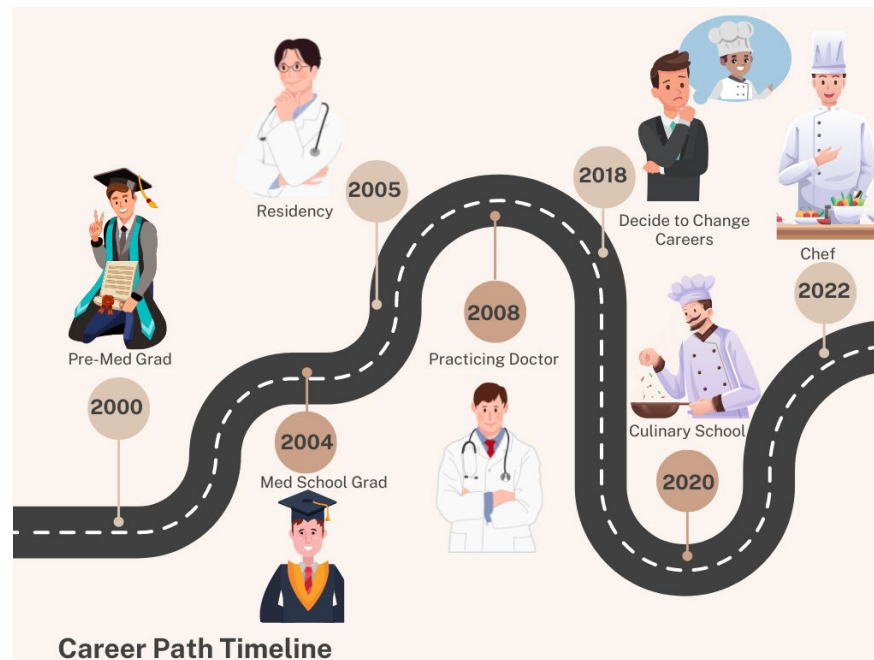 Pre-Med Grad
2000
2004
Med School Grad
Residency
2005
2008
Practicing Doctor
2018
Decide to Change
Careers
Culinary School
2020
Chef
2022
Career Path Timeline